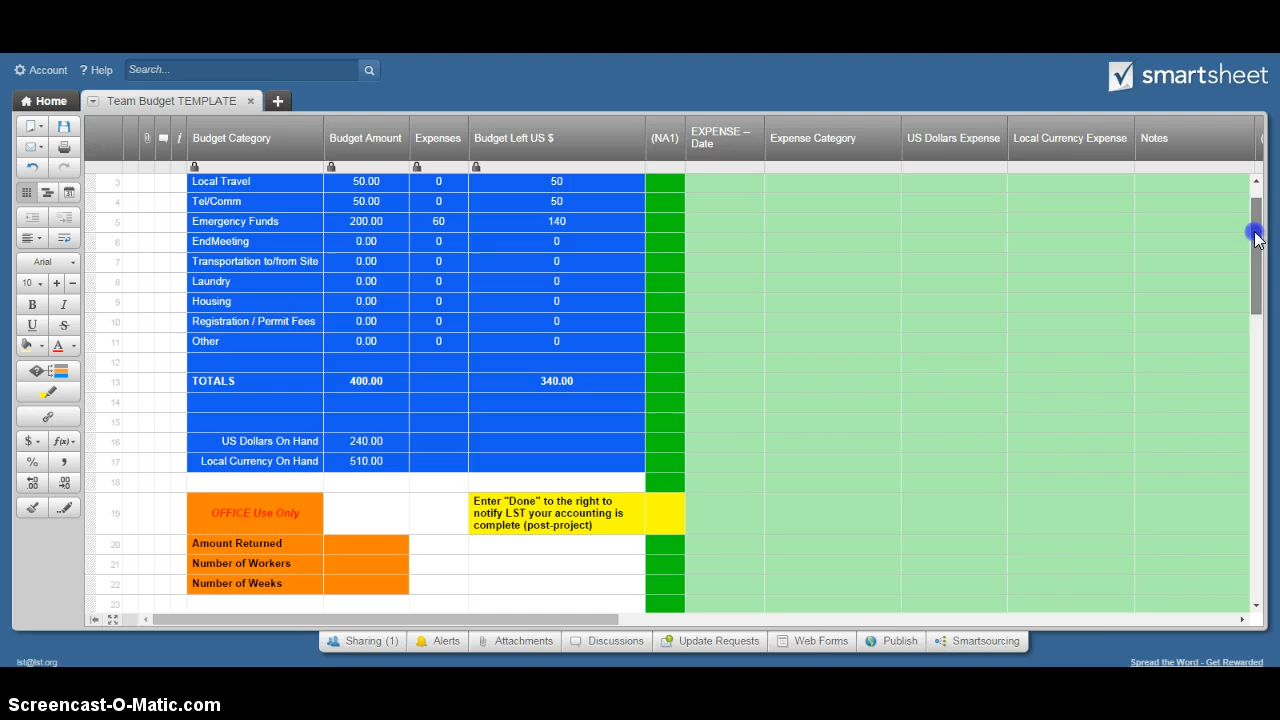 Account ? Help Search...
smartsheet
Home Team Budget TEMPLATE × +
Budget Category Budget Amount Expenses Budget Left US $ (NA1) EXPENSE -- Date Expense Category US Dollars Expense Local Currency Expense Notes (
3 Local Travel 50.00 0 50
4 Tel/Comm 50.00 0 50
5 Emergency Funds 200.00 60 140
6 EndMeeting 0.00 0 0
7 Transportation to/from Site 0.00 0 0
8 Laundry 0.00 0 0
9 Housing 0.00 0 0
10 Registration / Permit Fees 0.00 0 0
11 Other 0.00 0 0
12
13 TOTALS 400.00 340.00
14
15
16 US Dollars On Hand 240.00
17 Local Currency On Hand 510.00
18
19 OFFICE Use Only Enter "Done" to the right to
notify LST your accounting is
complete (post-project)
20 Amount Returned
21 Number of Workers
22 Number of Weeks
23
Arial
10 + −
B I
U S
A
$ f(x)
% ,
.00 .00
Sharing (1) Alerts Attachments Discussions Update Requests Web Forms Publish Smartsourcing
lst@lst.org Spread the Word - Get Rewarded
Screencast-O-Matic.com